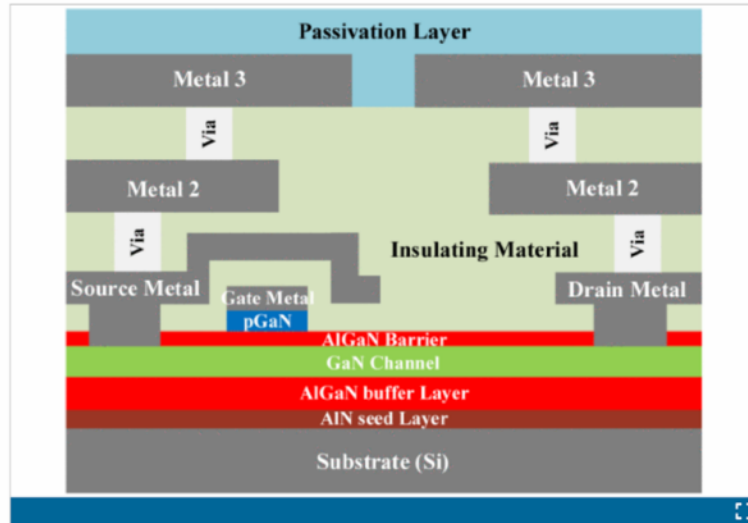 Passivation Layer
Metal 3
Metal 3
Via
Via
Metal 2
Metal 2
Via
Via
Insulating Material
Source Metal
Gate Metal
Drain Metal
pGaN
AlGaN Barrier
GaN Channel
AlGaN buffer Layer
AlN seed Layer
Substrate (Si)